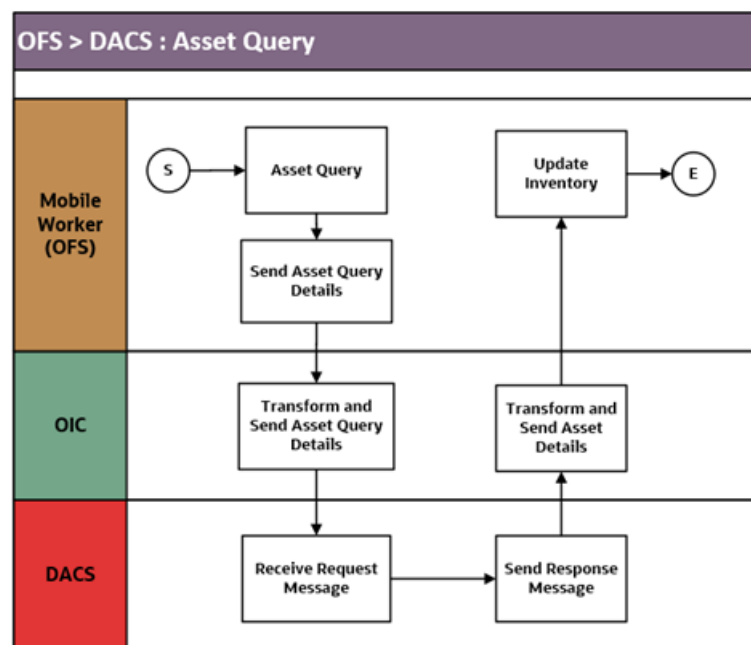 OFS > DACS : Asset Query
Mobile
Worker
(OFS)
S
Asset Query
Update
Inventory
E
Send Asset Query
Details
OIC
Transform and
Send Asset Query
Details
Transform and
Send Asset
Details
DACS
Receive Request
Message
Send Response
Message